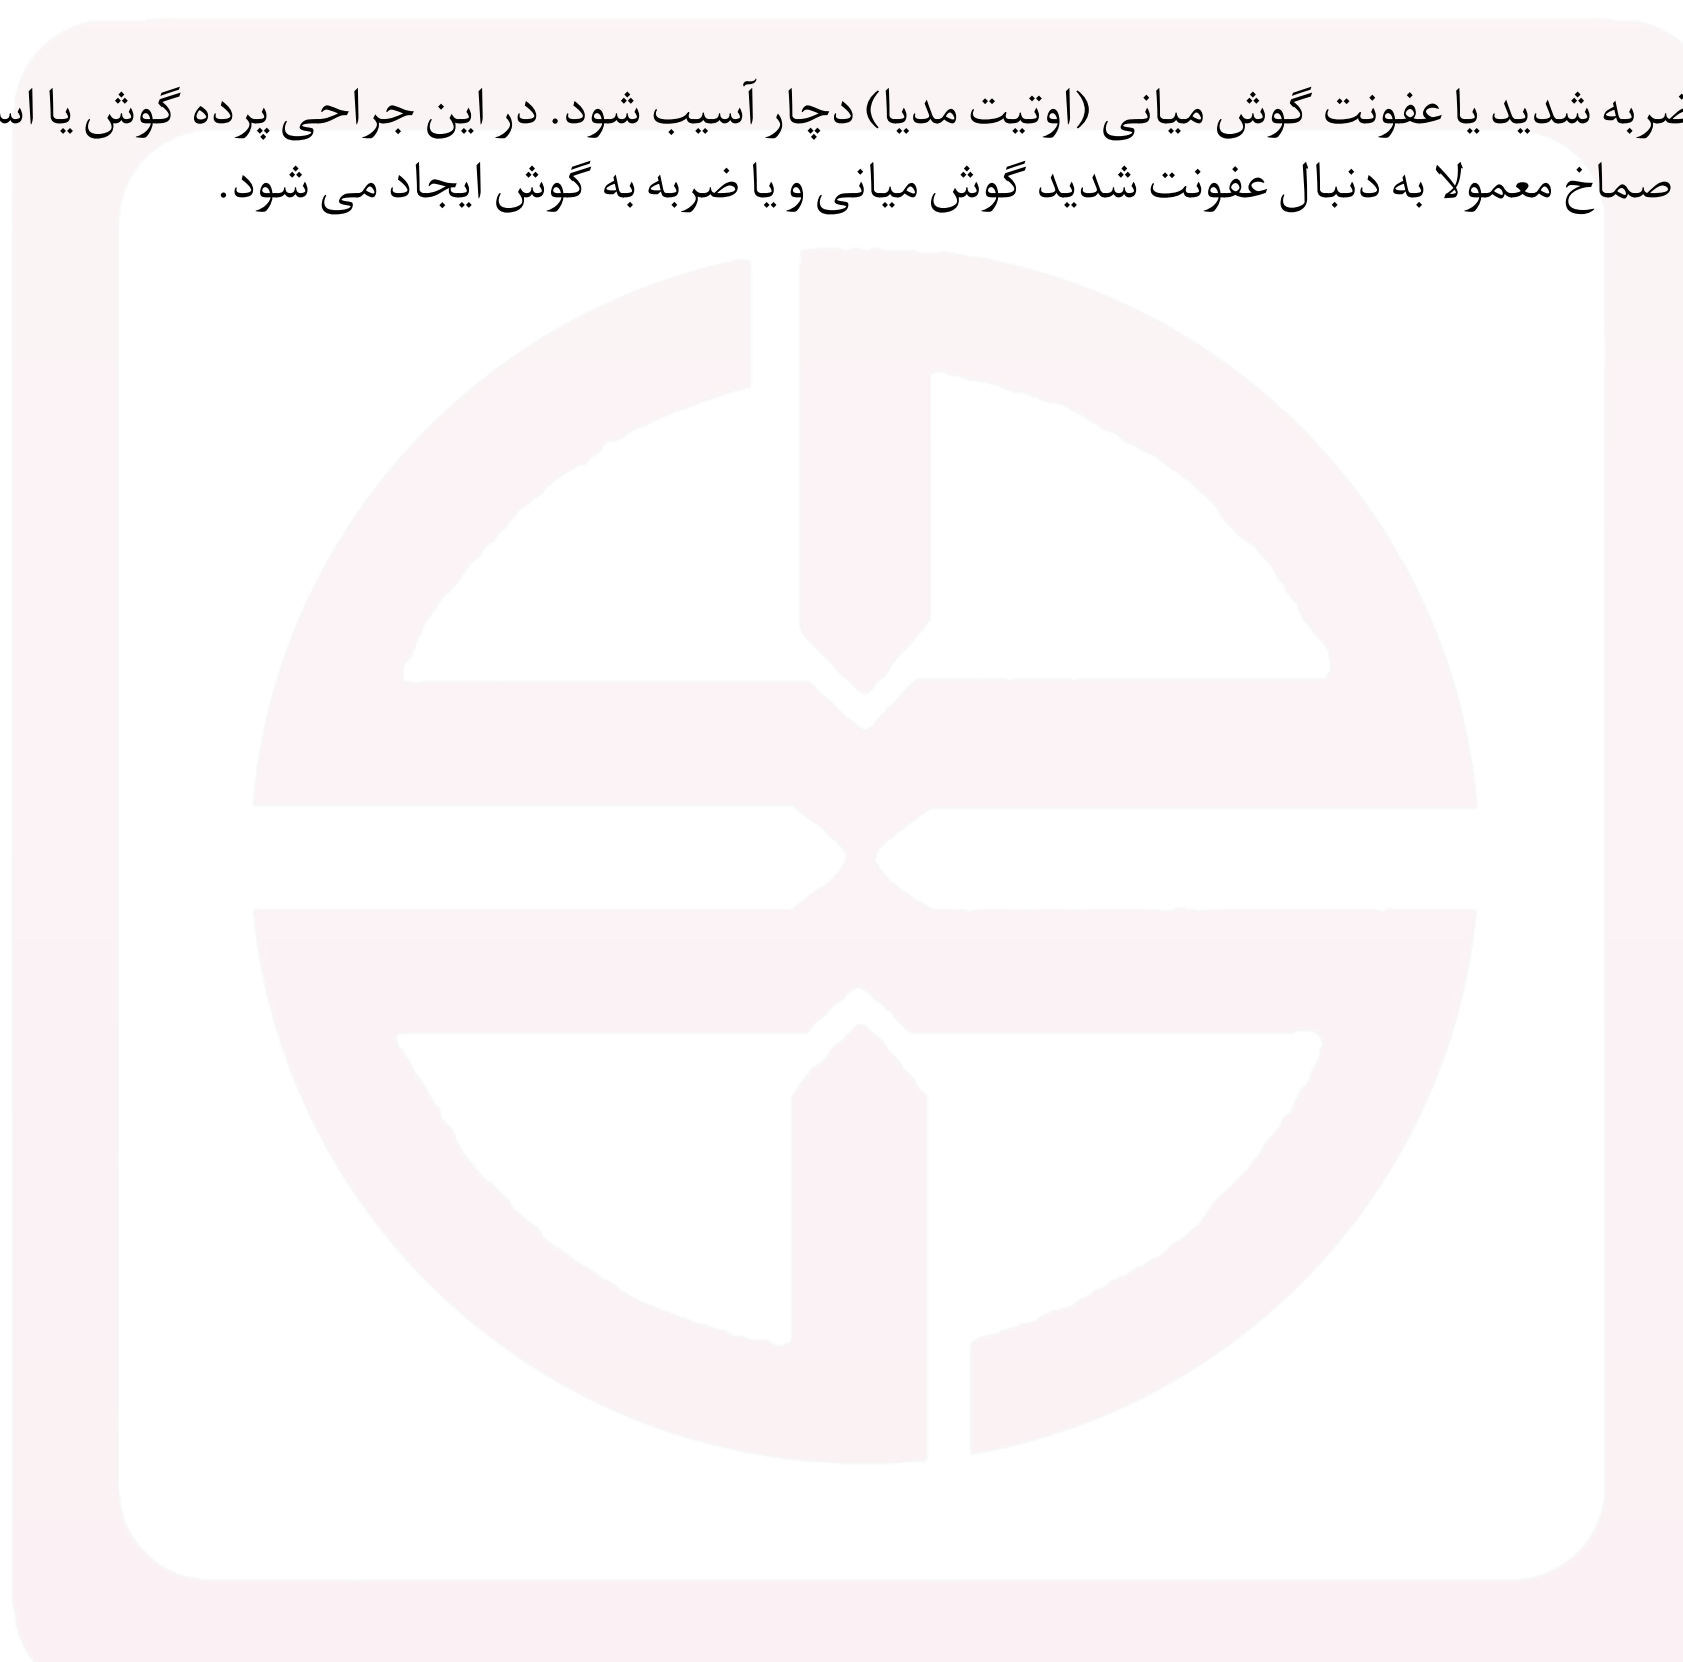 ضربه شدید یا عفونت گوش میانی (اوتیت مدیا) دچار آسیب شود. در این جراحی پرده گوش یا
صماخ معمولا به دنبال عفونت شدید گوش میانی و یا ضربه به گوش ایجاد می شود.